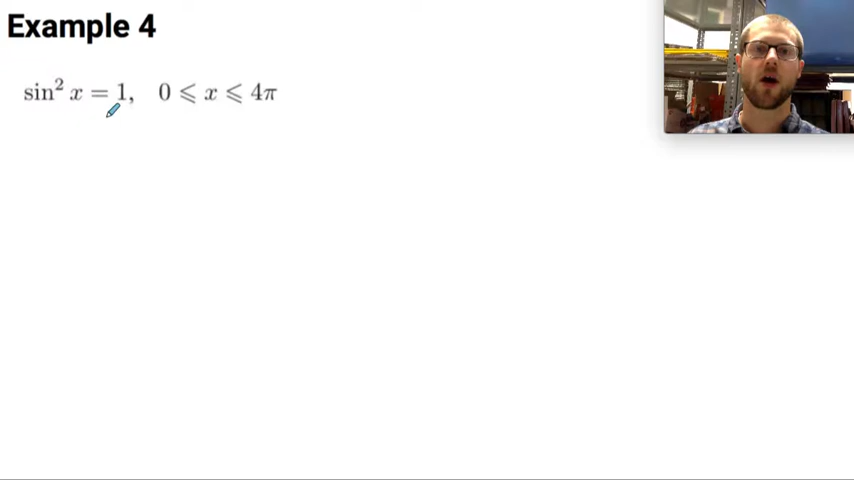 Example 4
sin² x = 1, 0 ⩽ x ⩽ 4π